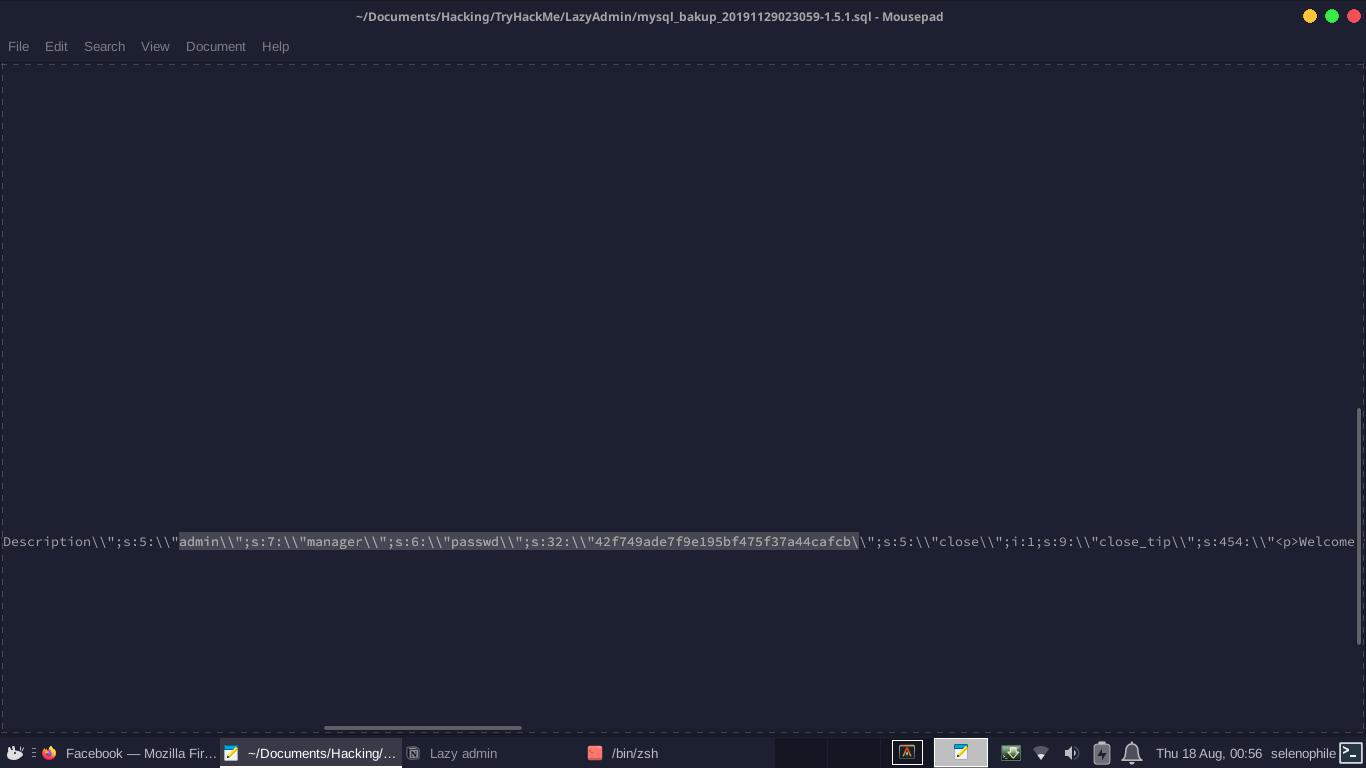 ~/Documents/Hacking/TryHackMe/LazyAdmin/mysql_bakup_20191129023059-1.5.1.sql - Mousepad
File Edit Search View Document Help
Description\\";s:5:\\"admin\\";s:7:\\"manager\\";s:6:\\"passwd\\";s:32:\\"42f749ade7f9e195bf475f37a44cafcb\\";s:5:\\"close\\";i:1;s:9:\\"close_tip\\";s:454:\\"<p>Welcome
Facebook — Mozilla Fir... ~/Documents/Hacking/... Lazy admin /bin/zsh Thu 18 Aug, 00:56 selenophile